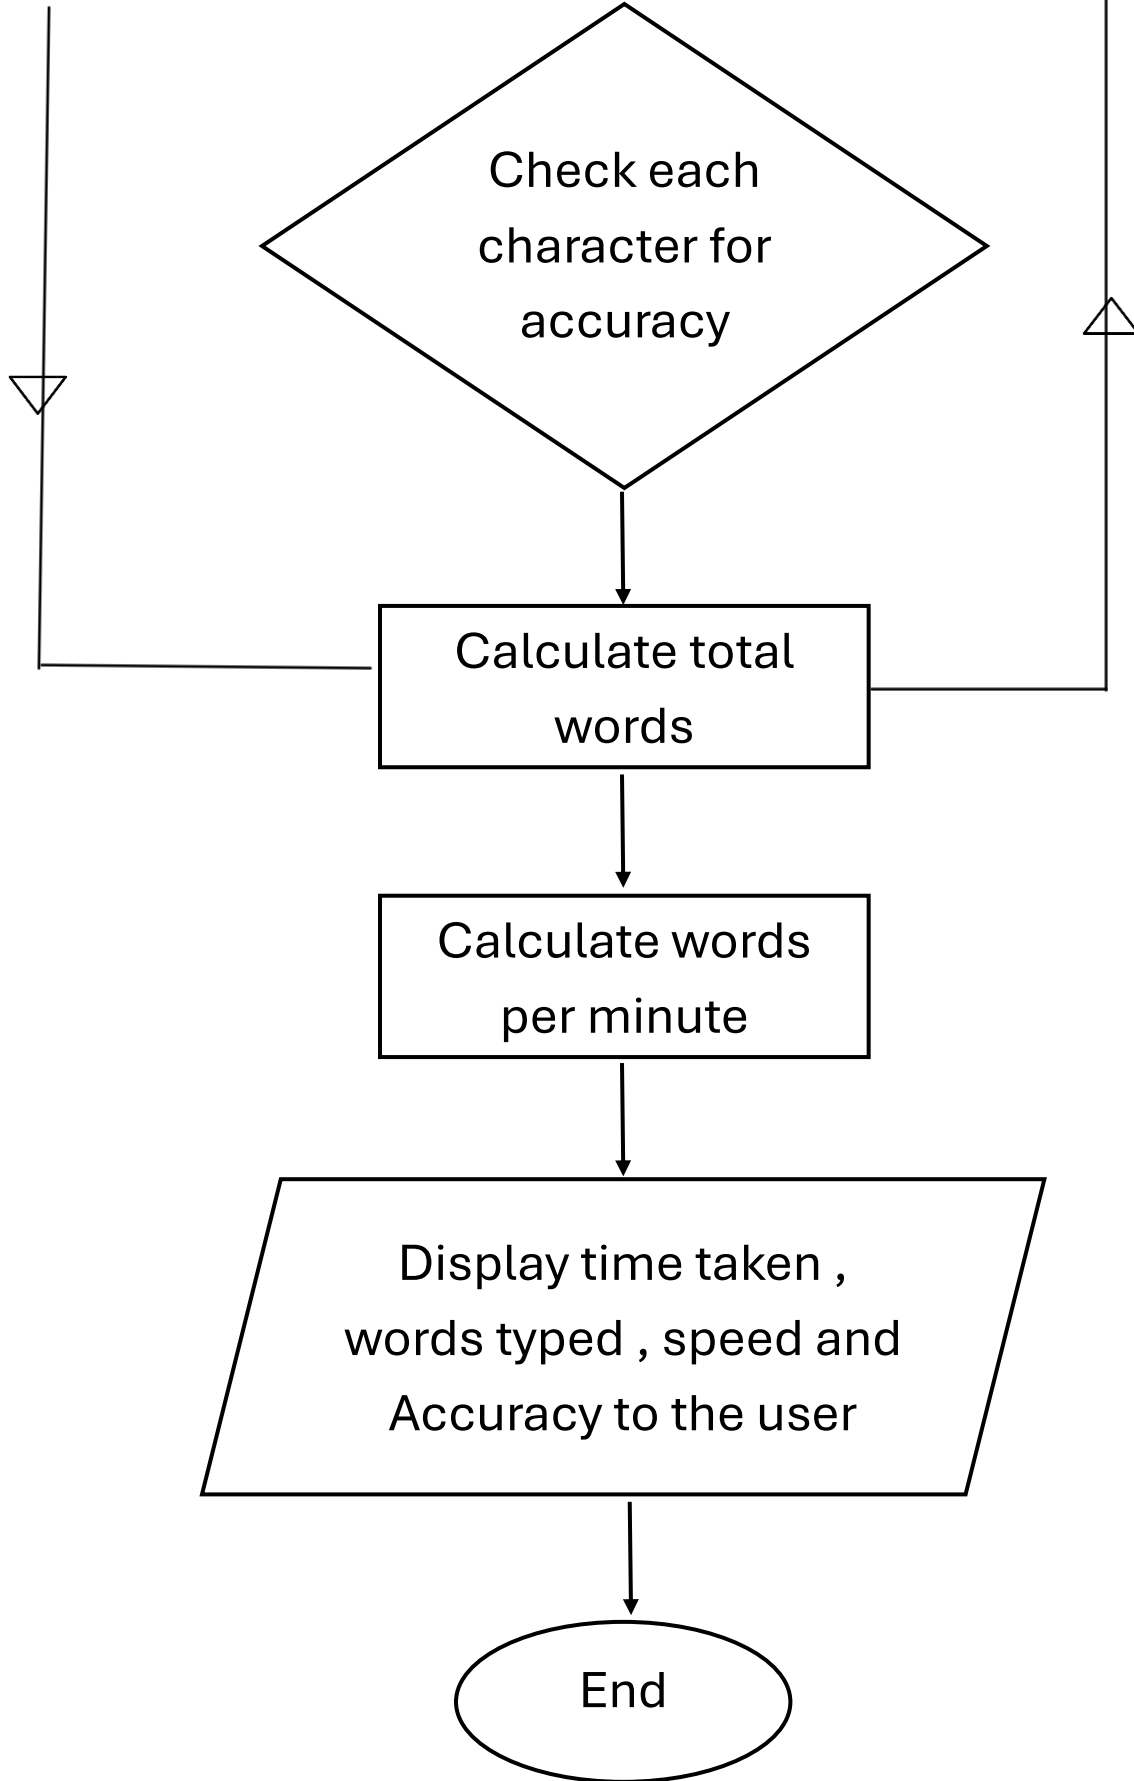 Check each
character for
accuracy
Calculate total
words
Calculate words
per minute
Display time taken ,
words typed , speed and
Accuracy to the user
End